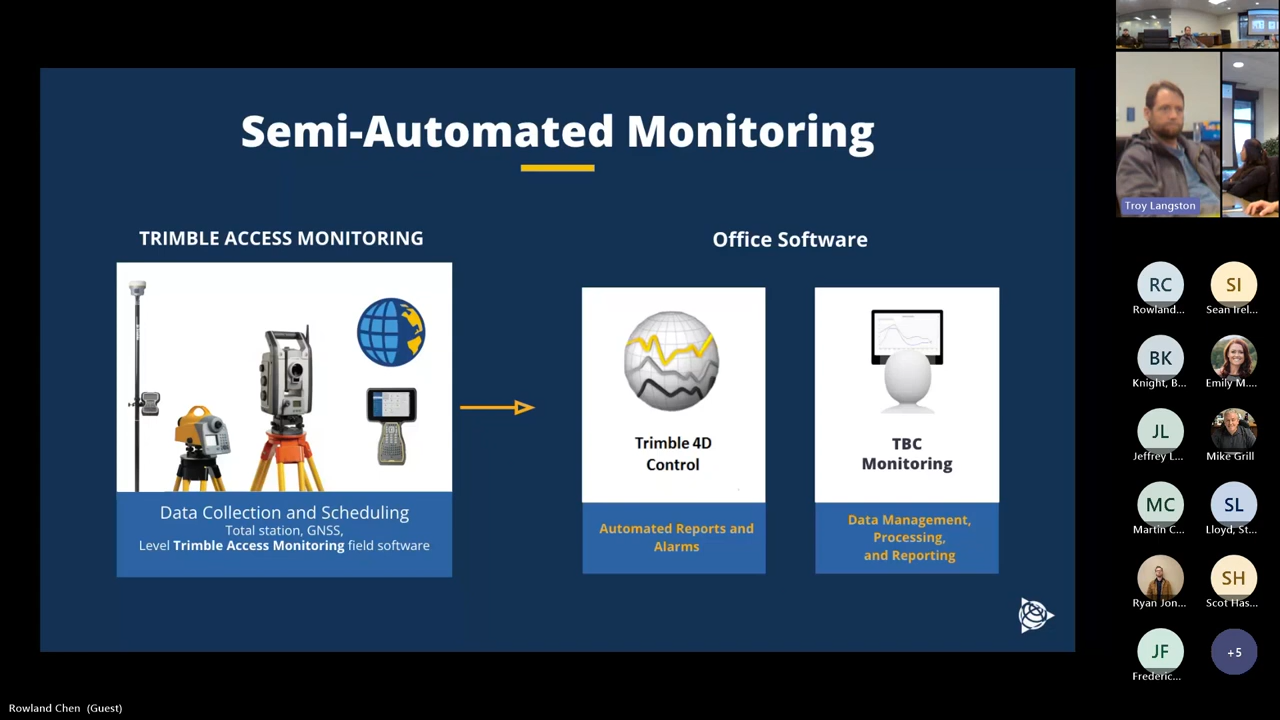 Semi-Automated Monitoring
TRIMBLE ACCESS MONITORING
Data Collection and Scheduling
Total station, GNSS,
Level Trimble Access Monitoring field software
Office Software
Trimble 4D
Control
Automated Reports and
Alarms
TBC
Monitoring
Data Management,
Processing,
and Reporting
Troy Langston
RC
Rowland...
SI
Sean Irel...
BK
Knight, B...
Emily M....
JL
Jeffrey L...
Mike Grill
MC
Martin C...
SL
Lloyd, St...
Ryan Jon...
SH
Scot Has...
JF
Frederic...
+5
Rowland Chen (Guest)